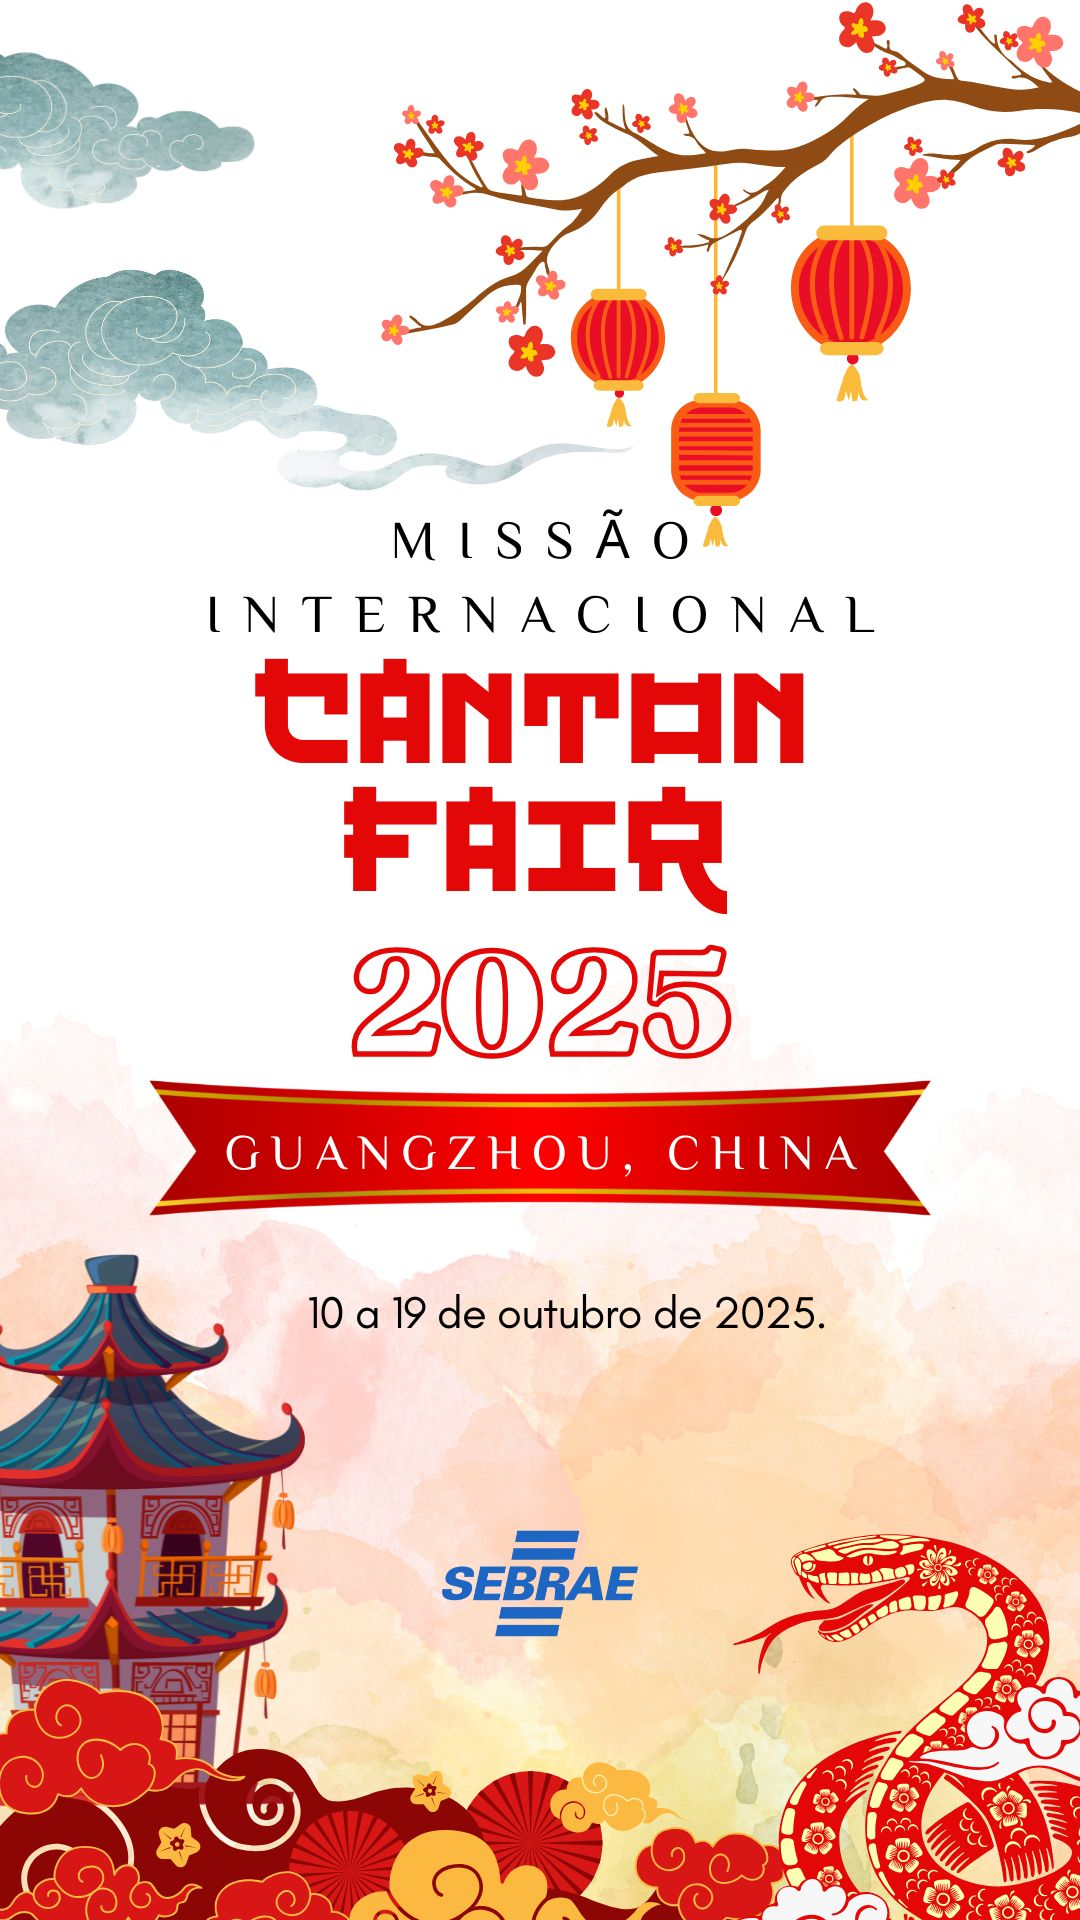 MISSÃO
INTERNACIONAL
CANTON
FAIR
2025
GUANGZHOU, CHINA
10 a 19 de outubro de 2025.
SEBRAE